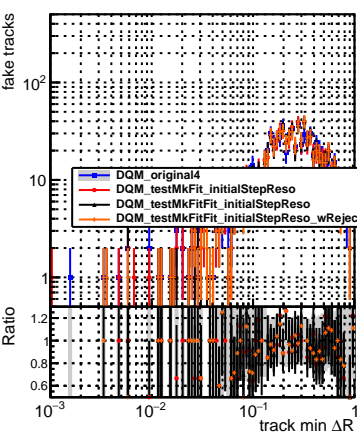 fake tracks
10²
10
1
DQM_original4
DQM_testMkFit_initialStepReso
DQM_testMkFitFit_initialStepReso
DQM_testMkFitFit_initialStepReso_wRejec
Ratio
1.2
1
0.8
0.6
10⁻³ 10⁻² 10⁻¹ 1
track min ΔR